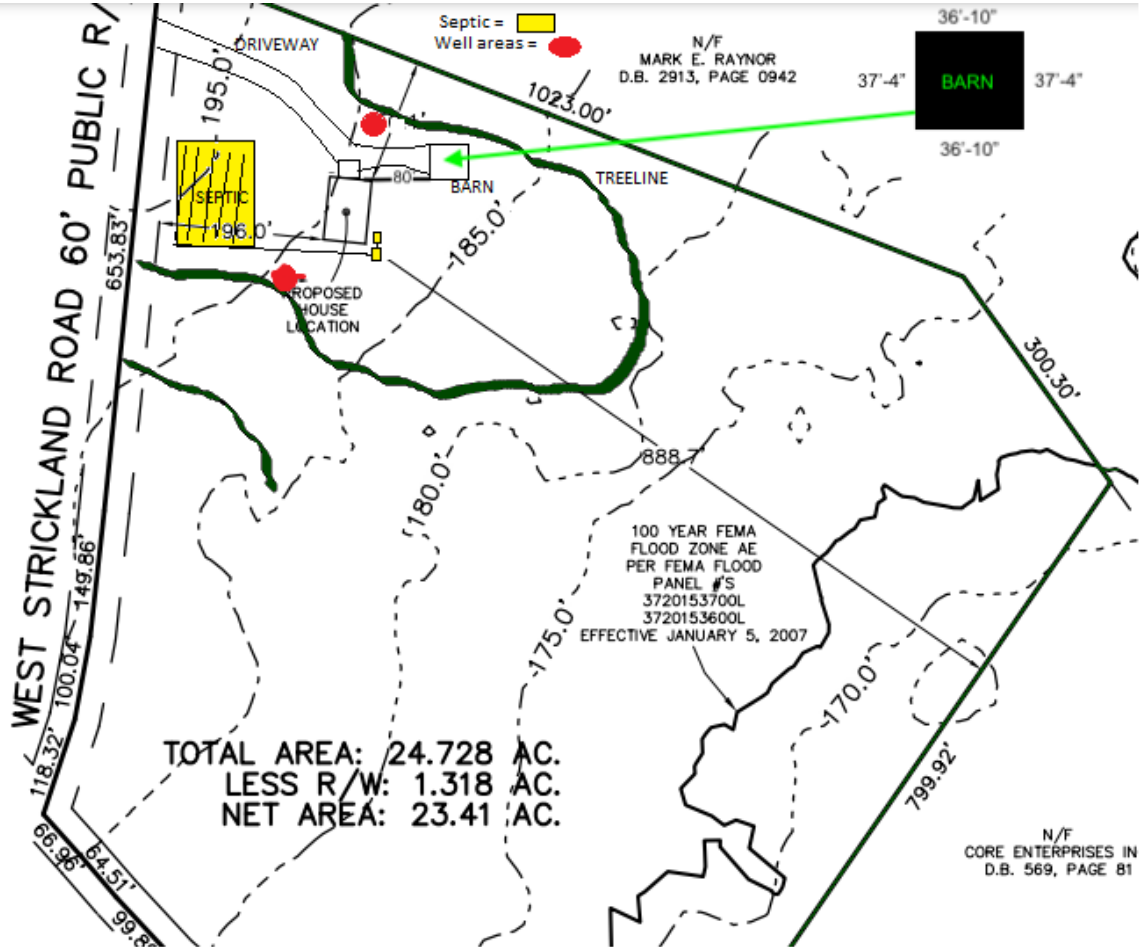 Septic =
Well areas =
DRIVEWAY
N/F
MARK E. RAYNOR
D.B. 2913, PAGE 0942
36'-10"
37'-4"
BARN
37'-4"
36'-10"
1023.00'
195.0'
WEST STRICKLAND ROAD 60' PUBLIC R/
653.83'
SEPTIC
196.0'
80'
BARN
TREELINE
185.0'
ROPOSED
HOUSE
LOCATION
300.30'
888.7'
180.0'
175.0'
100 YEAR FEMA
FLOOD ZONE AE
PER FEMA FLOOD
PANEL #'S
3720153700L
3720153600L
EFFECTIVE JANUARY 5, 2007
170.0'
149.86'
100.04'
118.32'
TOTAL AREA: 24.728 AC.
LESS R/W: 1.318 AC.
NET AREA: 23.41 AC.
799.92'
66.96'
64.51'
N/F
CORE ENTERPRISES IN
D.B. 569, PAGE 81